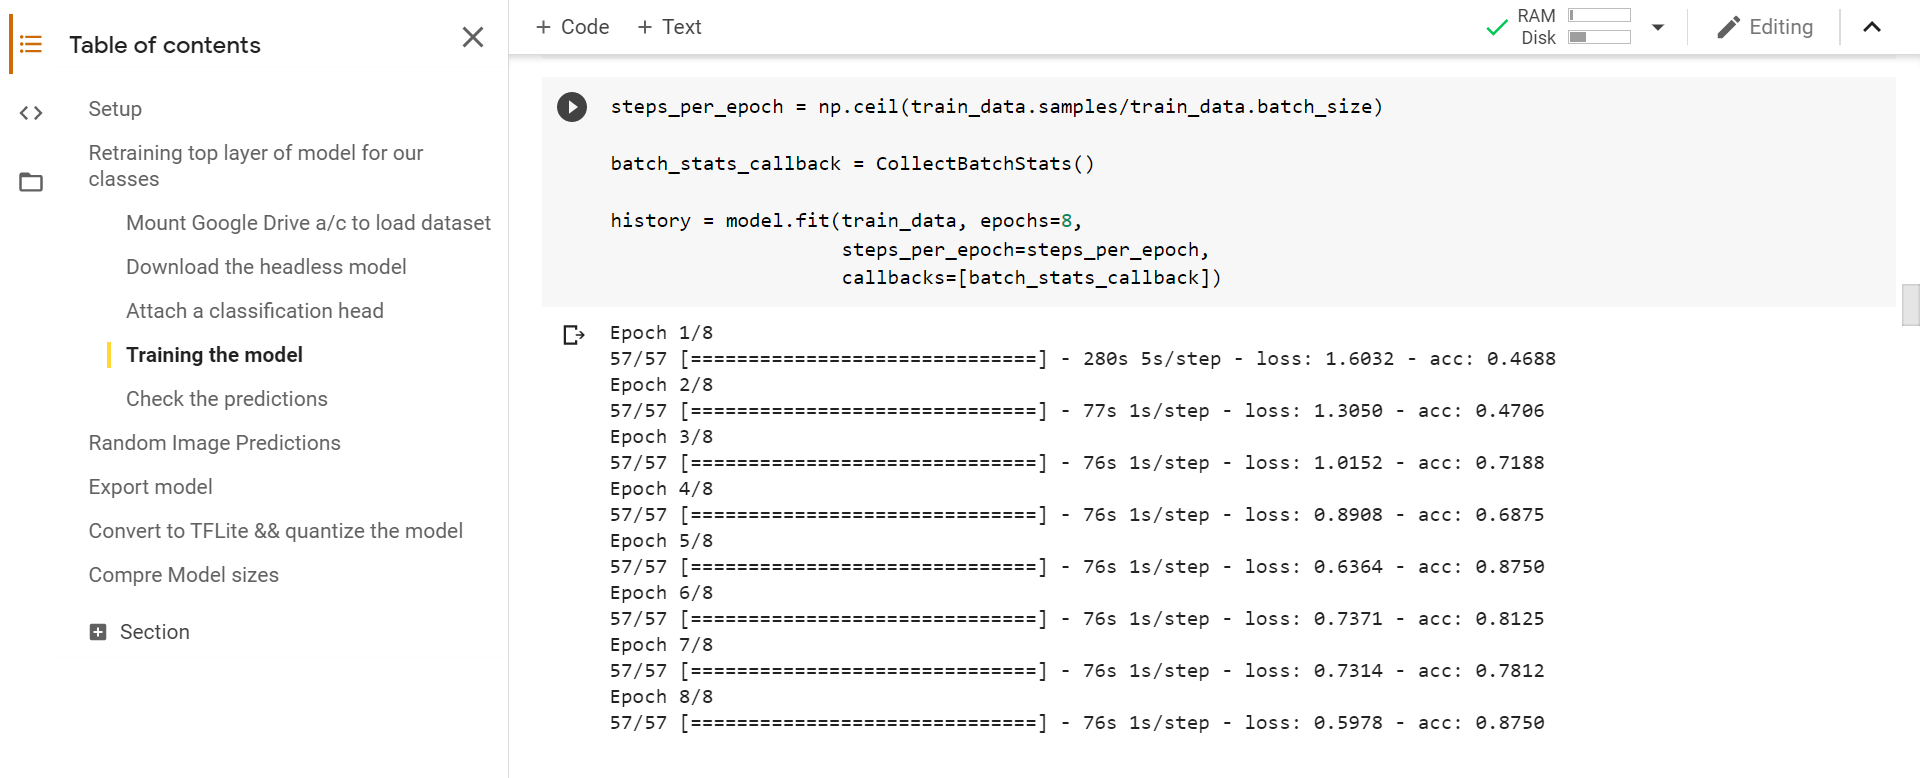 Table of contents
Setup
Retraining top layer of model for our
classes
Mount Google Drive a/c to load dataset
Download the headless model
Attach a classification head
Training the model
Check the predictions
Random Image Predictions
Export model
Convert to TFLite && quantize the model
Compre Model sizes
Section
+ Code + Text
RAM
Disk
Editing
steps_per_epoch = np.ceil(train_data.samples/train_data.batch_size)
batch_stats_callback = CollectBatchStats()
history = model.fit(train_data, epochs=8,
steps_per_epoch=steps_per_epoch,
callbacks=[batch_stats_callback])
Epoch 1/8
57/57 [==============================] - 280s 5s/step - loss: 1.6032 - acc: 0.4688
Epoch 2/8
57/57 [==============================] - 77s 1s/step - loss: 1.3050 - acc: 0.4706
Epoch 3/8
57/57 [==============================] - 76s 1s/step - loss: 1.0152 - acc: 0.7188
Epoch 4/8
57/57 [==============================] - 76s 1s/step - loss: 0.8908 - acc: 0.6875
Epoch 5/8
57/57 [==============================] - 76s 1s/step - loss: 0.6364 - acc: 0.8750
Epoch 6/8
57/57 [==============================] - 76s 1s/step - loss: 0.7371 - acc: 0.8125
Epoch 7/8
57/57 [==============================] - 76s 1s/step - loss: 0.7314 - acc: 0.7812
Epoch 8/8
57/57 [==============================] - 76s 1s/step - loss: 0.5978 - acc: 0.8750